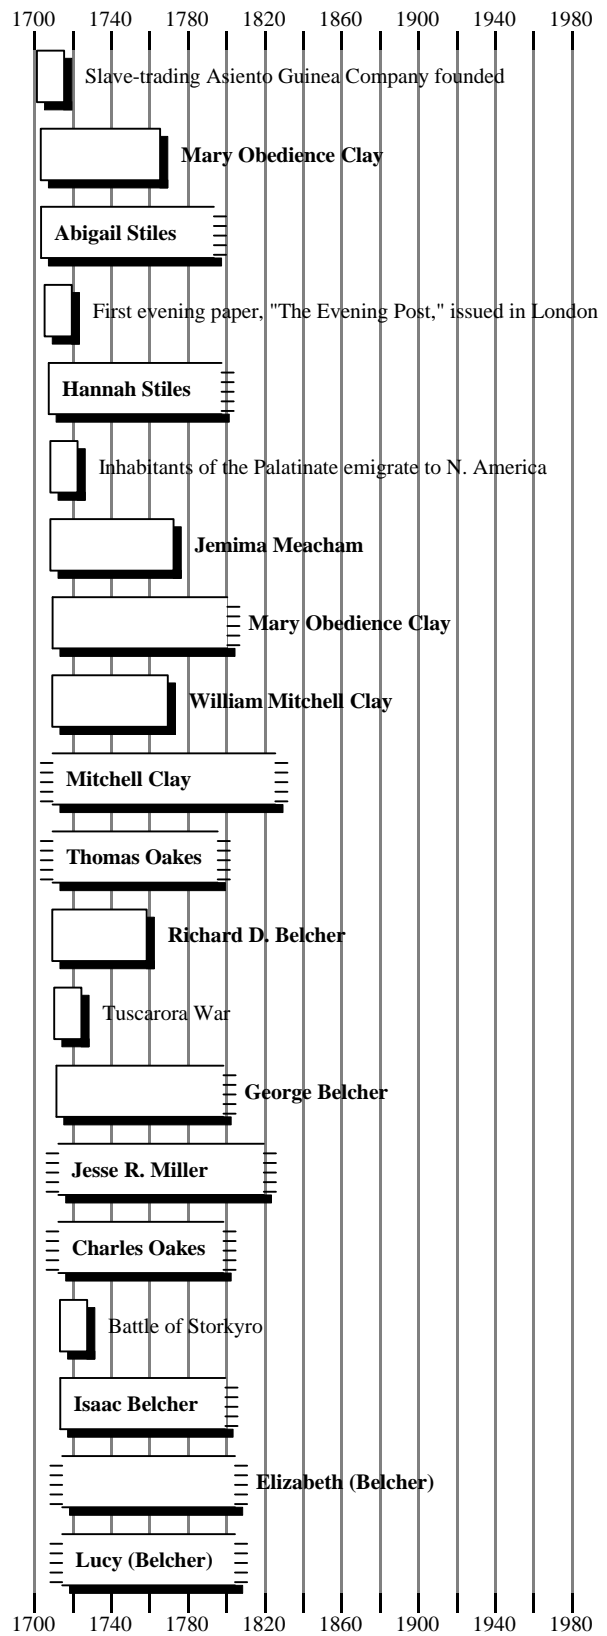 1700 1740 1780 1820 1860 1900 1940 1980
Slave-trading Asiento Guinea Company founded
Mary Obedience Clay
Abigail Stiles
First evening paper, "The Evening Post," issued in London
Hannah Stiles
Inhabitants of the Palatinate emigrate to N. America
Jemima Meacham
Mary Obedience Clay
William Mitchell Clay
Mitchell Clay
Thomas Oakes
Richard D. Belcher
Tuscarora War
George Belcher
Jesse R. Miller
Charles Oakes
Battle of Storkyro
Isaac Belcher
Elizabeth (Belcher)
Lucy (Belcher)
1700 1740 1780 1820 1860 1900 1940 1980